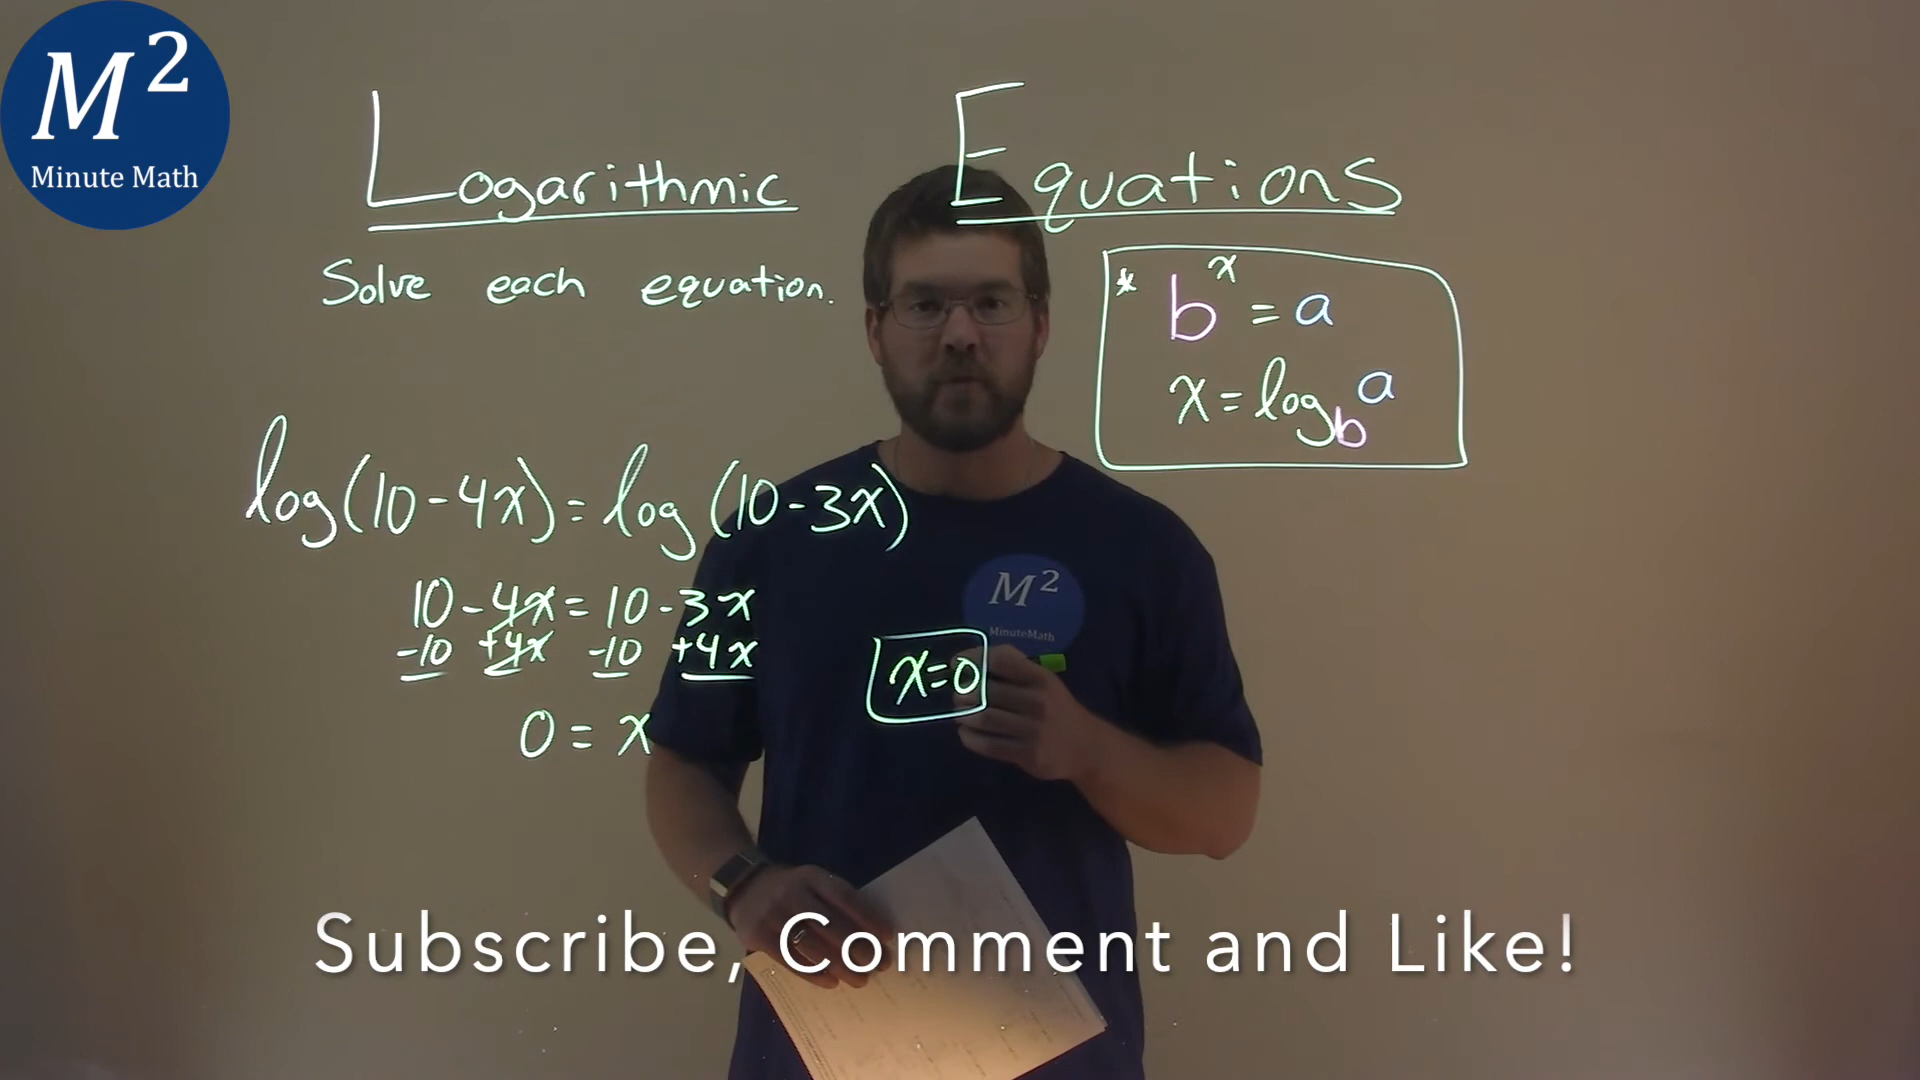 M²
Minute Math
Logarithmic Equations
Solve each equation.
* bˣ = a
x = log_b a
log(10-4x) = log(10-3x)
10-4x = 10-3x
-10 +4x -10 +4x
0 = x
x=0
M²
MinuteMath
Subscribe, Comment and Like!